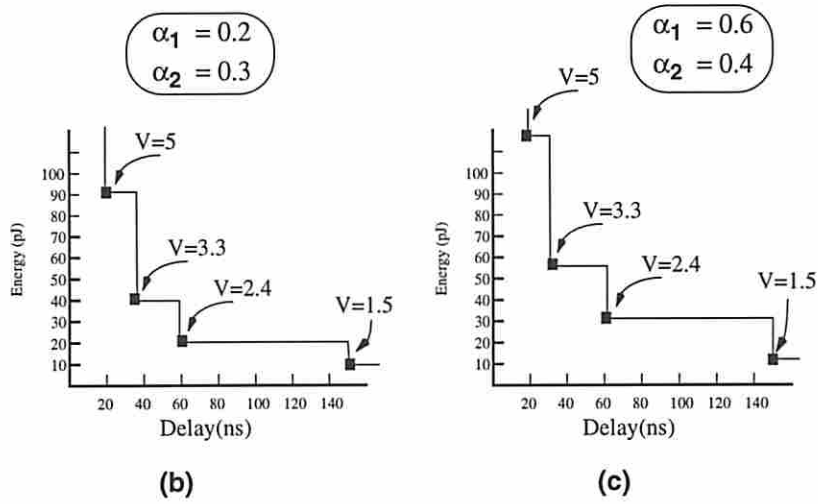 α1 = 0.2
α2 = 0.3
V=5
V=3.3
V=2.4
V=1.5
Energy (pJ)
100
90
80
70
60
50
40
30
20
10
20 40 60 80 100 120 140
Delay(ns)
(b)
α1 = 0.6
α2 = 0.4
V=5
V=3.3
V=2.4
V=1.5
Energy (pJ)
100
90
80
70
60
50
40
30
20
10
20 40 60 80 100 120 140
Delay(ns)
(c)